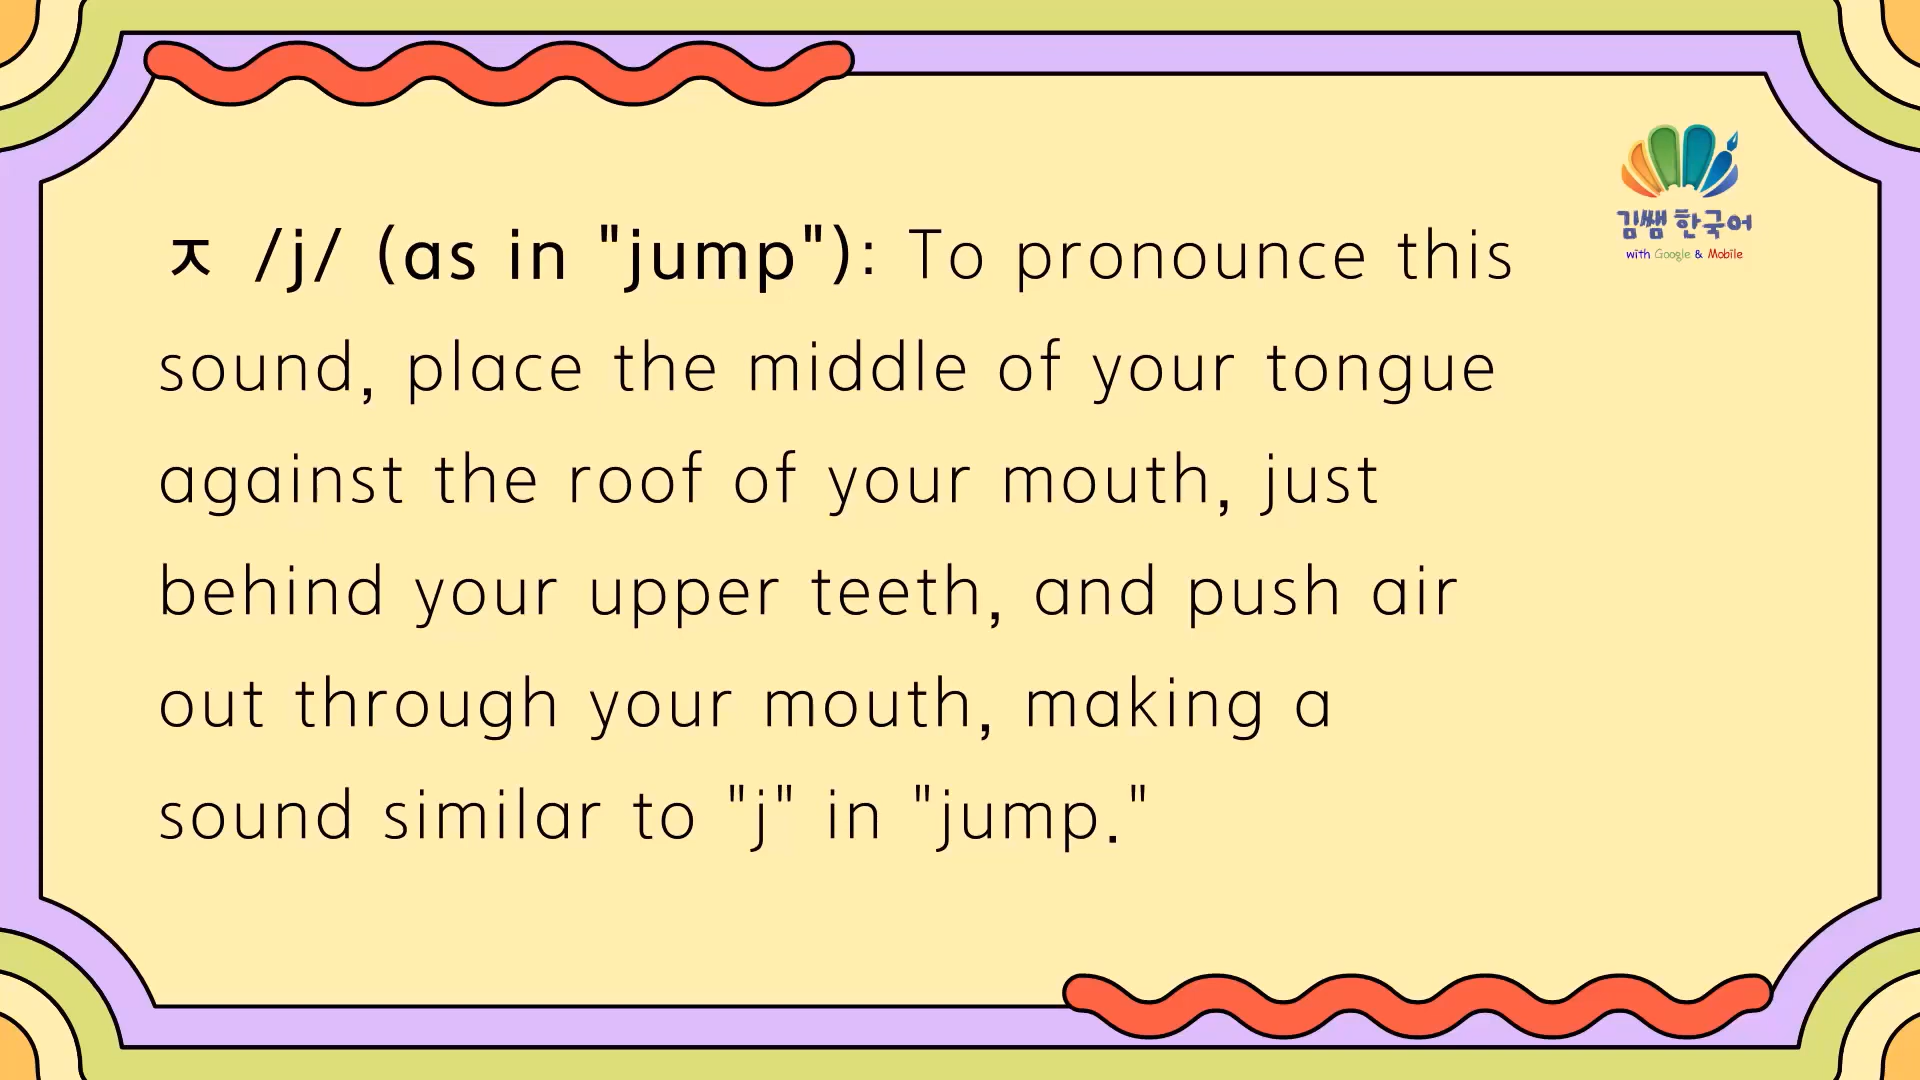 ㅈ /j/ (as in "jump"): To pronounce this
sound, place the middle of your tongue
against the roof of your mouth, just
behind your upper teeth, and push air
out through your mouth, making a
sound similar to "j" in "jump."
김쌤 한국어
with Google & Mobile